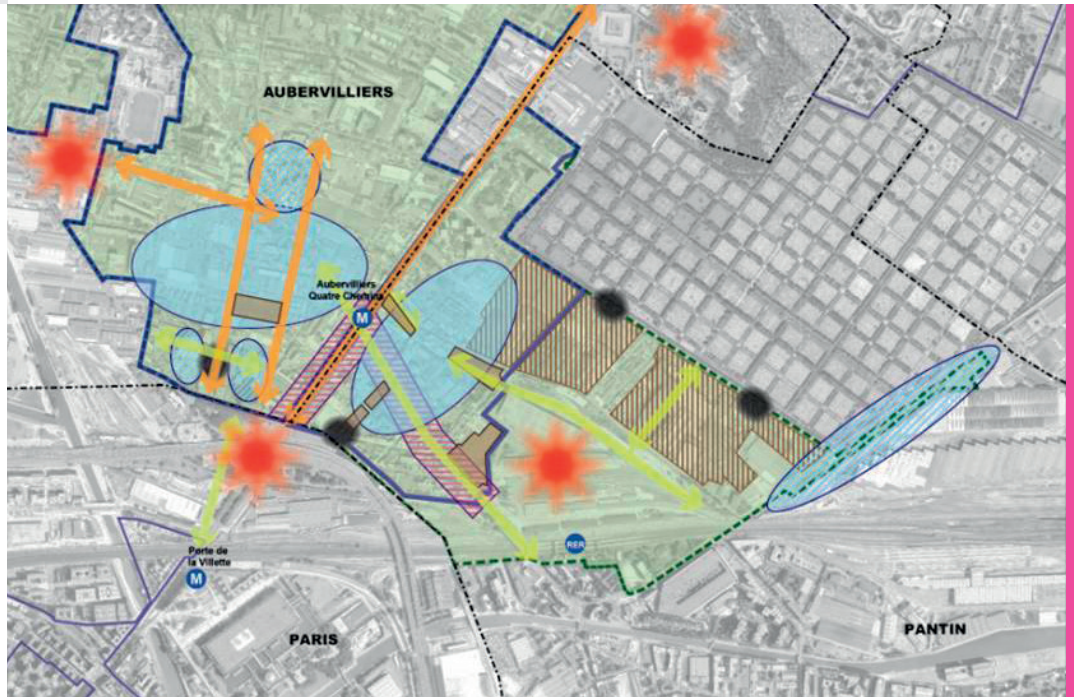 AUBERVILLIERS
Aubervilliers
Quatre Chemins
M
RER
Porte de
la Villette
M
PARIS
PANTIN